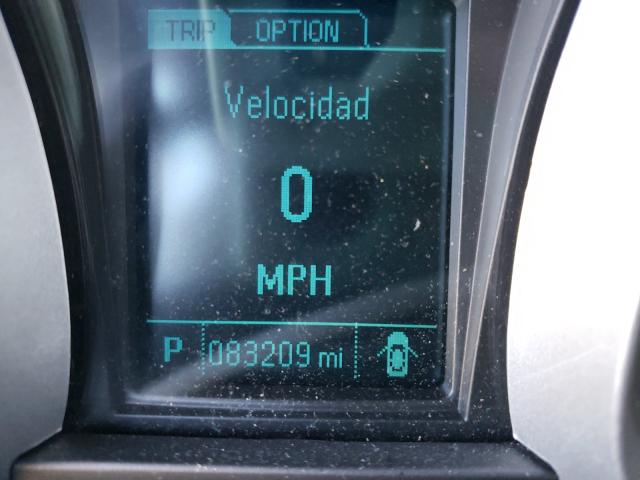 TRIP OPTION
Velocidad
0
MPH
P 083209 mi